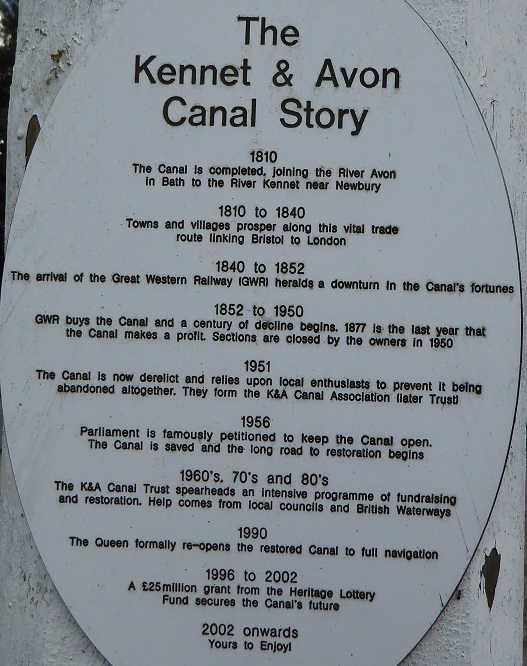 The
Kennet & Avon
Canal Story
1810
The Canal is completed, joining the River Avon
in Bath to the River Kennet near Newbury
1810 to 1840
Towns and villages prosper along this vital trade
route linking Bristol to London
1840 to 1852
The arrival of the Great Western Railway (GWR) heralds a downturn in the Canal's fortunes
1852 to 1950
GWR buys the Canal and a century of decline begins. 1877 is the last year that
the Canal makes a profit. Sections are closed by the owners in 1950
1951
The Canal is now derelict and relies upon local enthusiasts to prevent it being
abandoned altogether. They form the K&A Canal Association (later Trust)
1956
Parliament is famously petitioned to keep the Canal open.
The Canal is saved and the long road to restoration begins
1960's, 70's and 80's
The K&A Canal Trust spearheads an intensive programme of fundraising
and restoration. Help comes from local councils and British Waterways
1990
The Queen formally re-opens the restored Canal to full navigation
1996 to 2002
A £25million grant from the Heritage Lottery
Fund secures the Canal's future
2002 onwards
Yours to Enjoy!